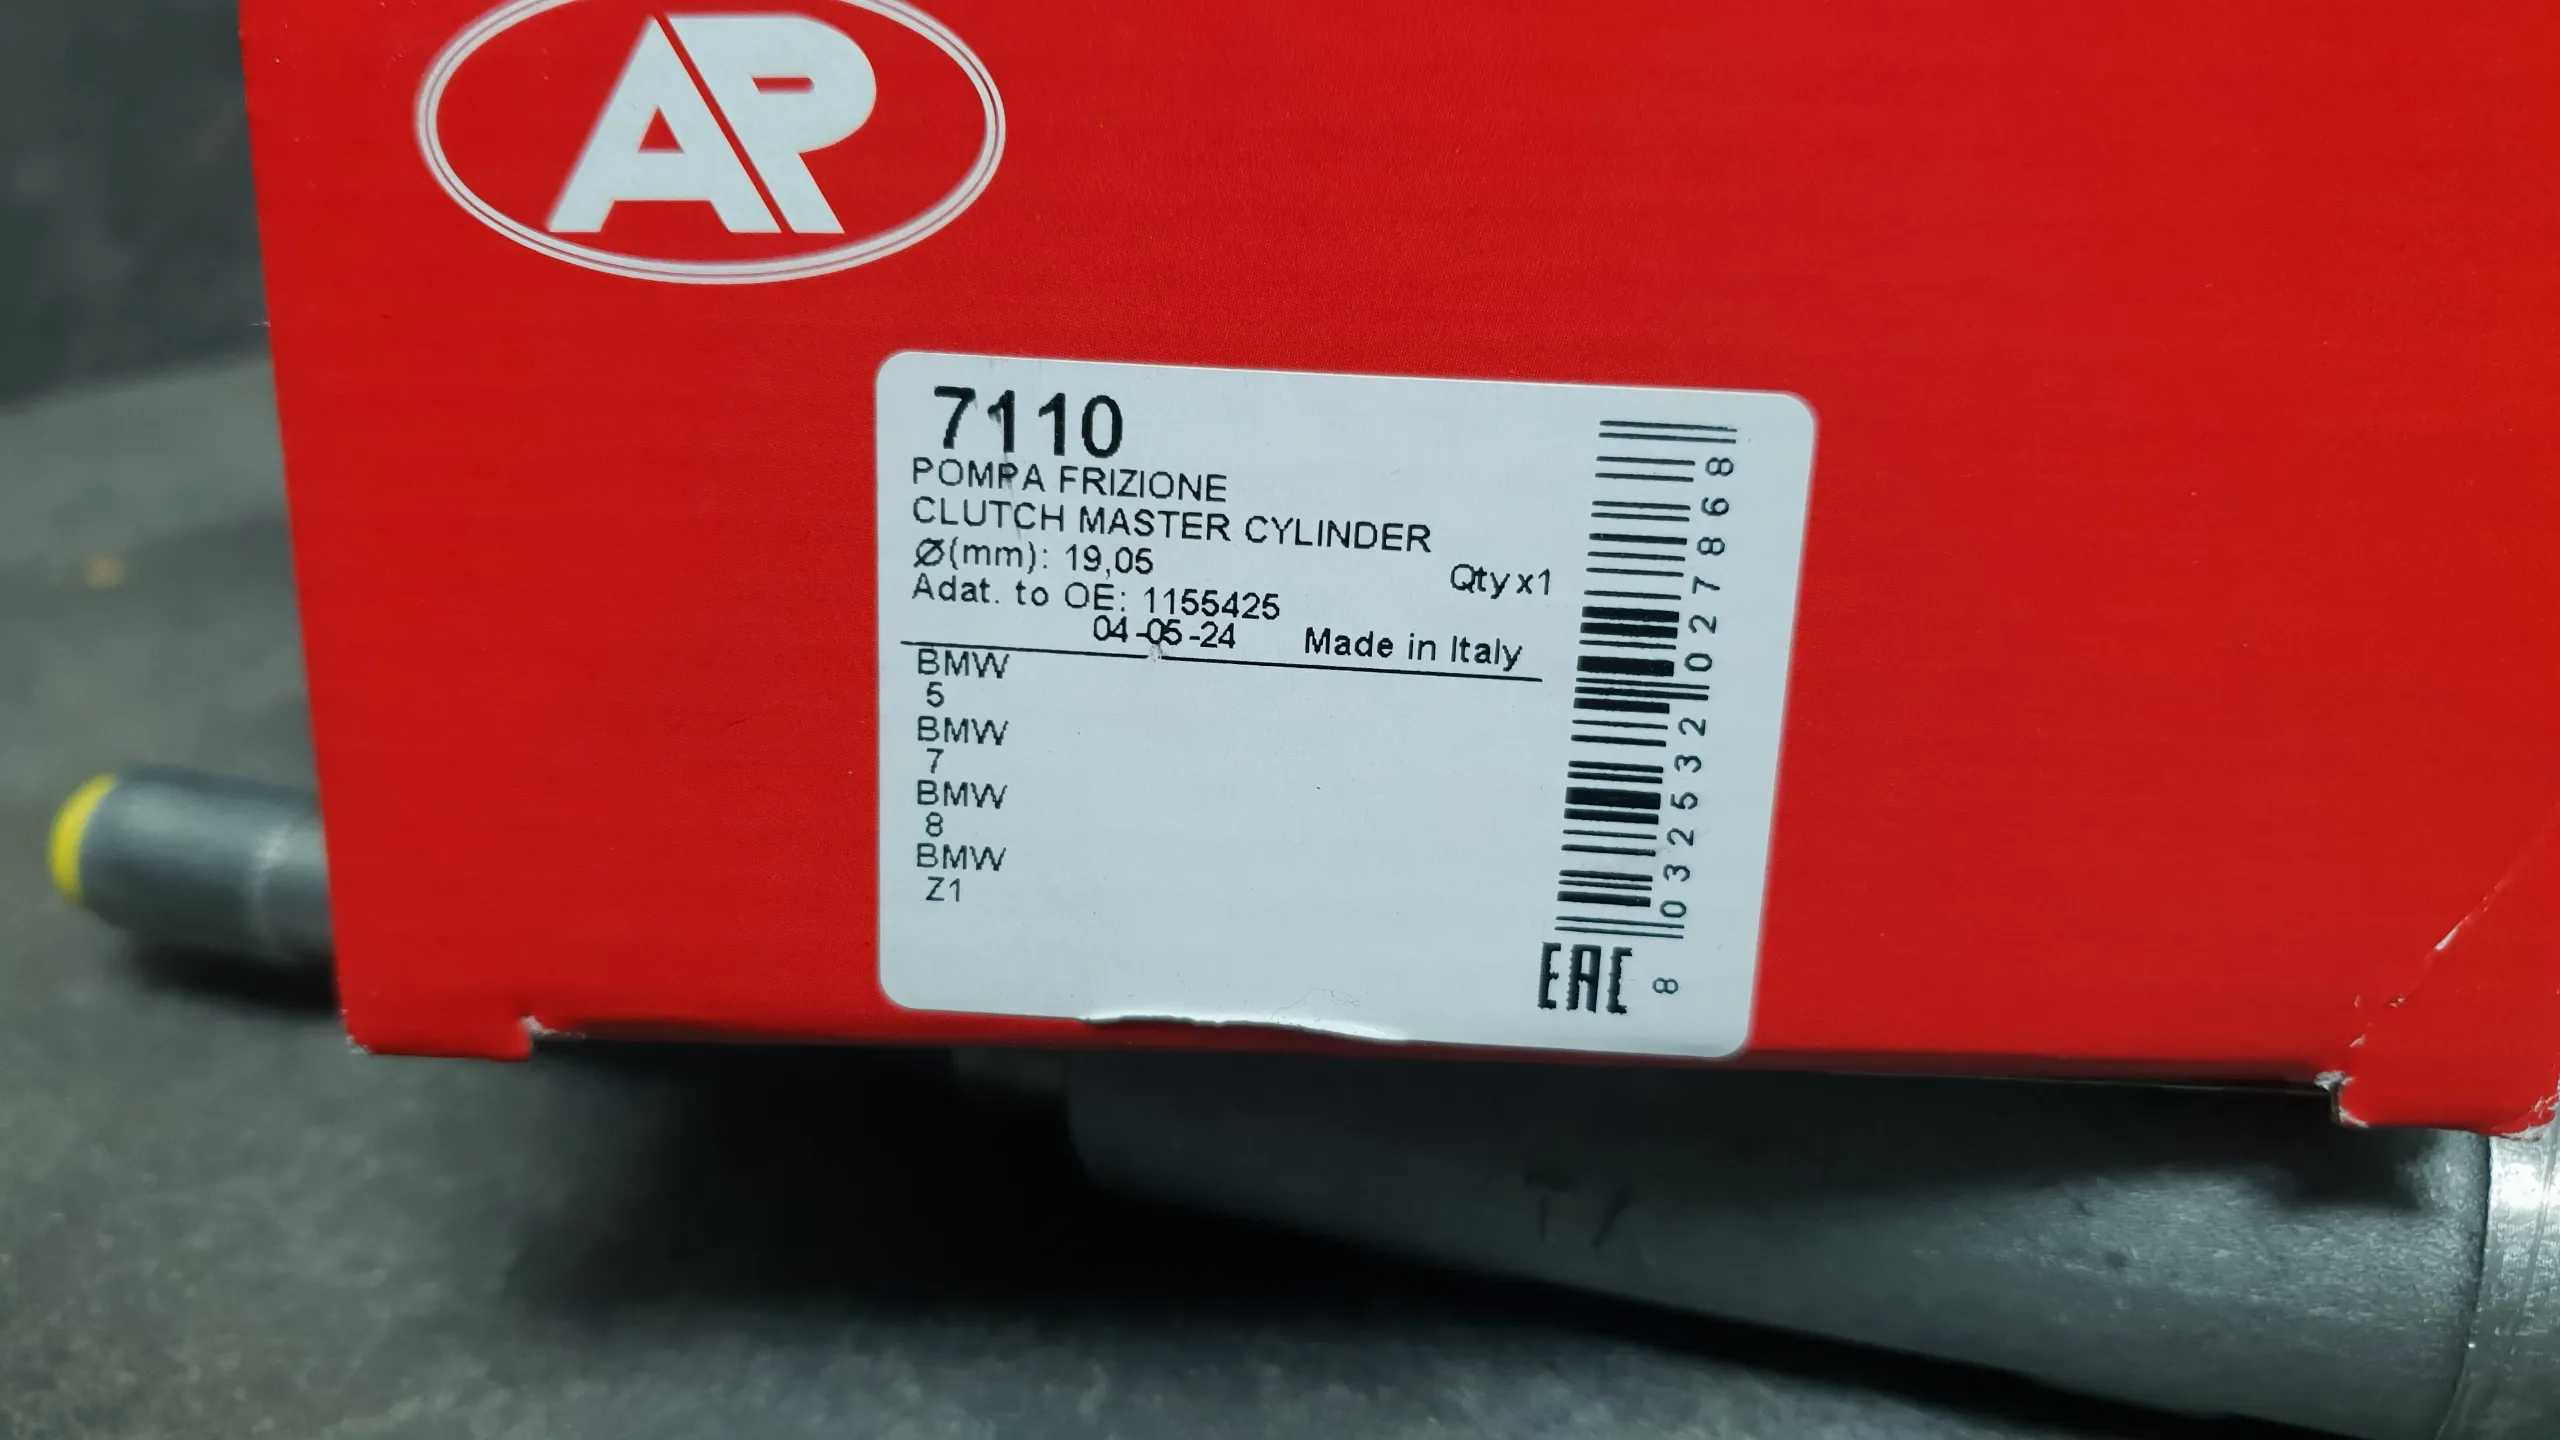 AP
7110
POMPA FRIZIONE
CLUTCH MASTER CYLINDER
Ø(mm): 19,05
Qty x1
Adat. to OE: 1155425
04-05-24 Made in Italy
BMW
5
BMW
7
BMW
8
BMW
Z1
8 032532 027868
EAC